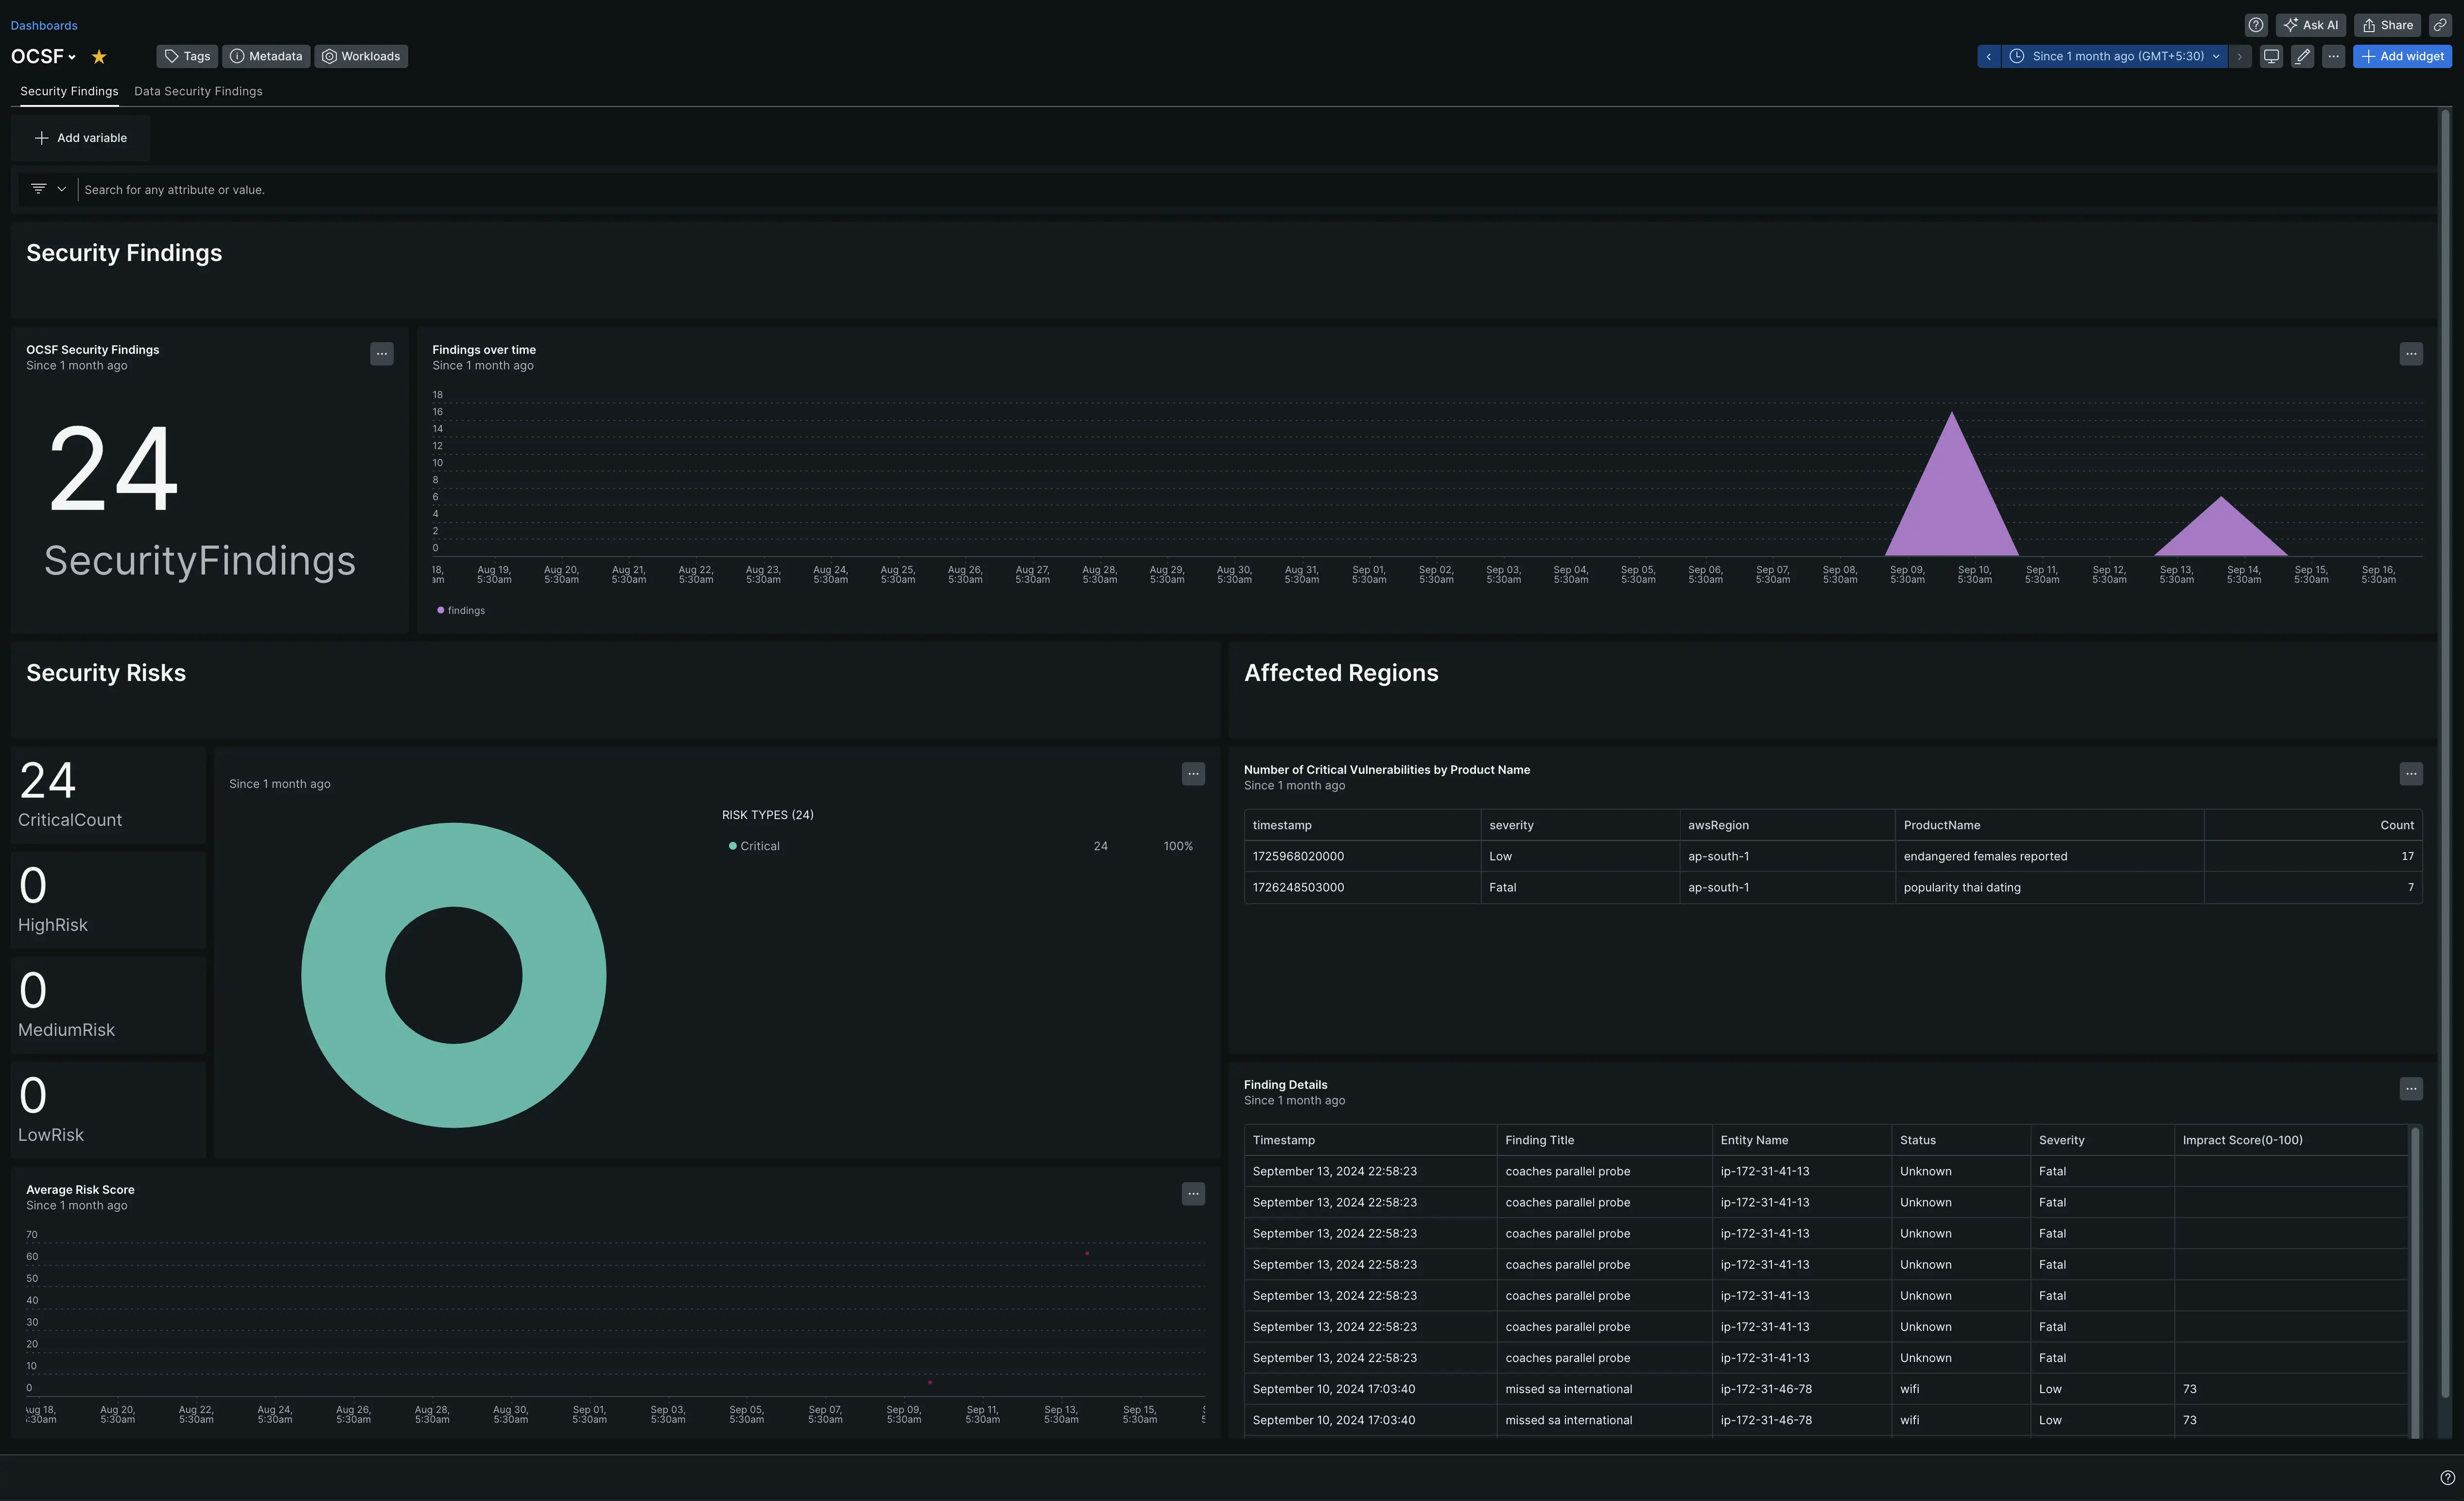 Dashboards
Ask AI
Share
OCSF
Tags
Metadata
Workloads
Since 1 month ago (GMT+5:30)
Add widget
Security Findings
Data Security Findings
Add variable
Search for any attribute or value.
Security Findings
OCSF Security Findings
Since 1 month ago
24
SecurityFindings
Findings over time
Since 1 month ago
18
16
14
12
10
8
6
4
2
0
18, Aug 19, Aug 20, Aug 21, Aug 22, Aug 23, Aug 24, Aug 25, Aug 26, Aug 27, Aug 28, Aug 29, Aug 30, Aug 31, Sep 01, Sep 02, Sep 03, Sep 04, Sep 05, Sep 06, Sep 07, Sep 08, Sep 09, Sep 10, Sep 11, Sep 12, Sep 13, Sep 14, Sep 15, Sep 16,
am 5:30am 5:30am 5:30am 5:30am 5:30am 5:30am 5:30am 5:30am 5:30am 5:30am 5:30am 5:30am 5:30am 5:30am 5:30am 5:30am 5:30am 5:30am 5:30am 5:30am 5:30am 5:30am 5:30am 5:30am 5:30am 5:30am 5:30am 5:30am 5:30am
findings
Security Risks
24
CriticalCount
0
HighRisk
0
MediumRisk
0
LowRisk
Since 1 month ago
RISK TYPES (24)
Critical 24 100%
Average Risk Score
Since 1 month ago
70
60
50
40
30
20
10
0
ug 18, Aug 20, Aug 22, Aug 24, Aug 26, Aug 28, Aug 30, Sep 01, Sep 03, Sep 05, Sep 07, Sep 09, Sep 11, Sep 13, Sep 15,
:30am 5:30am 5:30am 5:30am 5:30am 5:30am 5:30am 5:30am 5:30am 5:30am 5:30am 5:30am 5:30am 5:30am 5:30am 5
Affected Regions
Number of Critical Vulnerabilities by Product Name
Since 1 month ago
timestamp severity awsRegion ProductName Count
1725968020000 Low ap-south-1 endangered females reported 17
1726248503000 Fatal ap-south-1 popularity thai dating 7
Finding Details
Since 1 month ago
Timestamp Finding Title Entity Name Status Severity Impract Score(0-100)
September 13, 2024 22:58:23 coaches parallel probe ip-172-31-41-13 Unknown Fatal
September 13, 2024 22:58:23 coaches parallel probe ip-172-31-41-13 Unknown Fatal
September 13, 2024 22:58:23 coaches parallel probe ip-172-31-41-13 Unknown Fatal
September 13, 2024 22:58:23 coaches parallel probe ip-172-31-41-13 Unknown Fatal
September 13, 2024 22:58:23 coaches parallel probe ip-172-31-41-13 Unknown Fatal
September 13, 2024 22:58:23 coaches parallel probe ip-172-31-41-13 Unknown Fatal
September 13, 2024 22:58:23 coaches parallel probe ip-172-31-41-13 Unknown Fatal
September 10, 2024 17:03:40 missed sa international ip-172-31-46-78 wifi Low 73
September 10, 2024 17:03:40 missed sa international ip-172-31-46-78 wifi Low 73